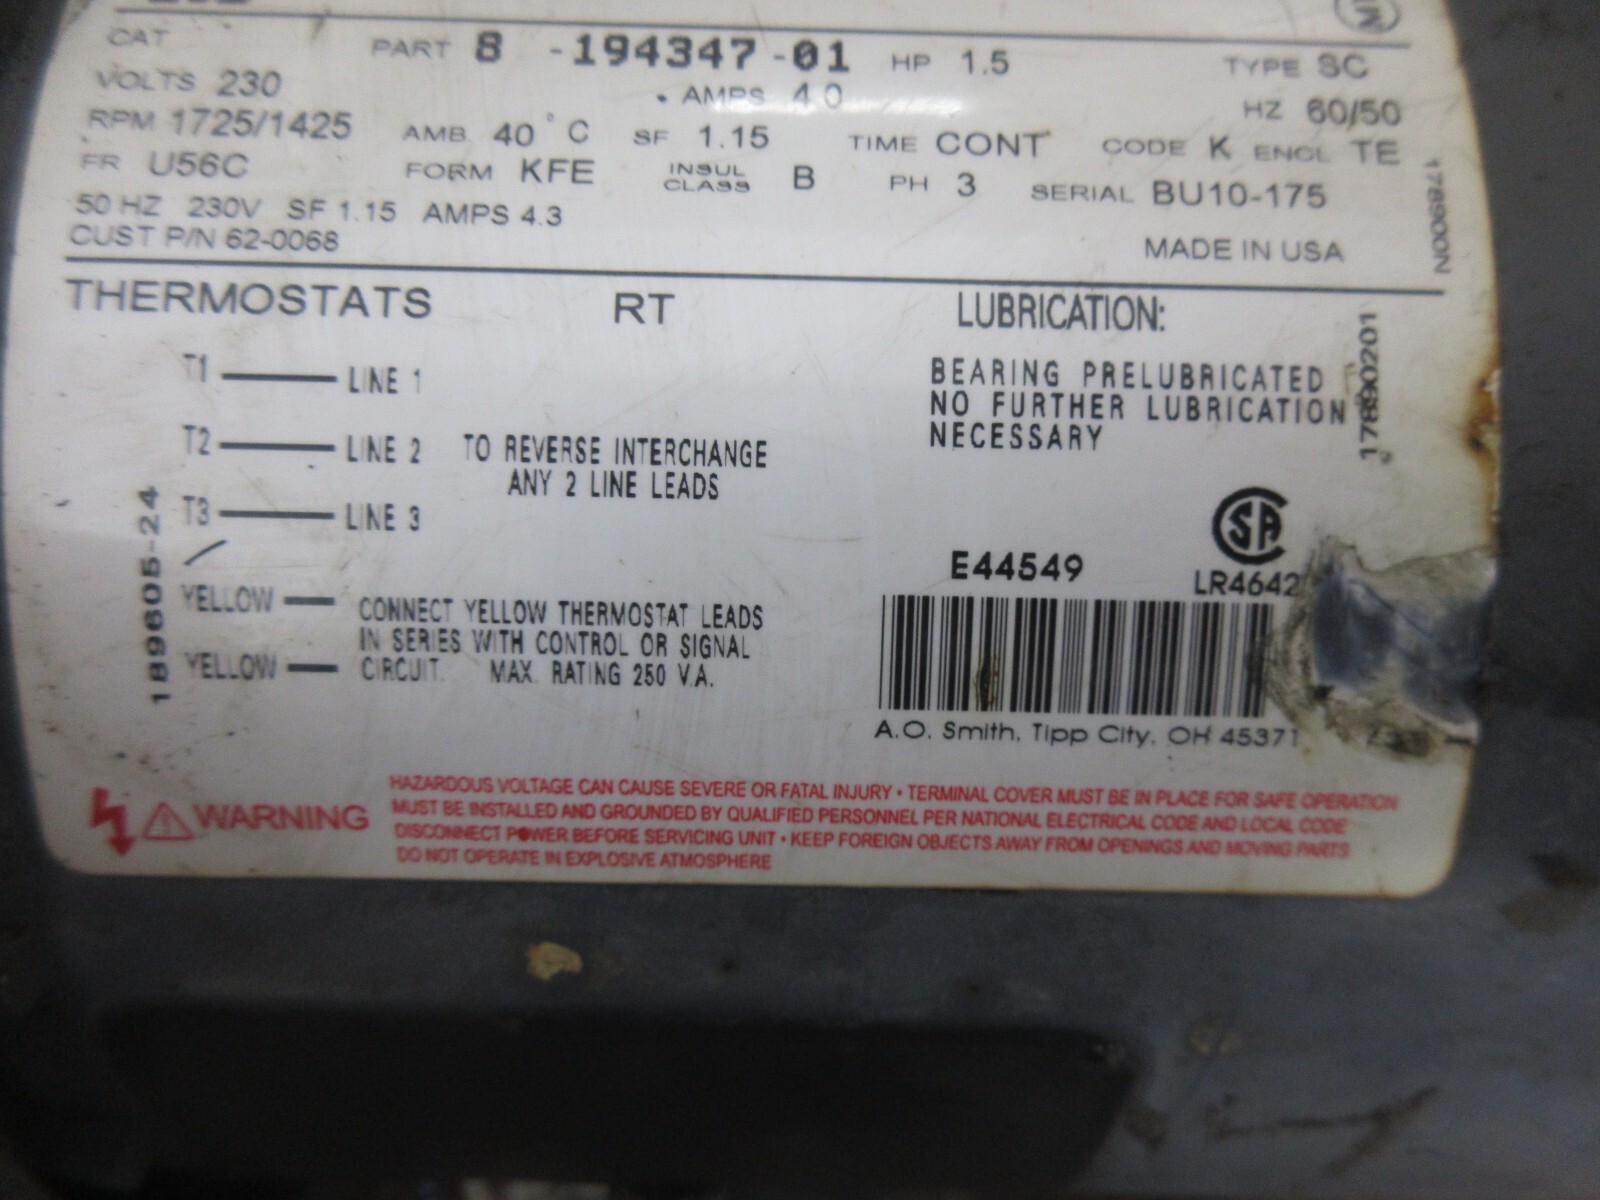 CAT PART 8 -194347-01 HP 1.5 TYPE SC
VOLTS 230 AMPS 4.0 HZ 60/50
RPM 1725/1425 AMB 40°C SF 1.15 TIME CONT CODE K ENCL TE
FR U56C FORM KFE INSUL CLASS B PH 3 SERIAL BU10-175
50 HZ 230V SF 1.15 AMPS 4.3
CUST P/N 62-0068 MADE IN USA
178900N
THERMOSTATS RT LUBRICATION:
T1 LINE 1
T2 LINE 2
T3 LINE 3
TO REVERSE INTERCHANGE
ANY 2 LINE LEADS
BEARING PRELUBRICATED
NO FURTHER LUBRICATION
NECESSARY
17890201
189605-24
YELLOW
YELLOW
CONNECT YELLOW THERMOSTAT LEADS
IN SERIES WITH CONTROL OR SIGNAL
CIRCUIT. MAX. RATING 250 V.A.
SA
E44549 LR4642
A.O. Smith, Tipp City, OH 45371
WARNING
HAZARDOUS VOLTAGE CAN CAUSE SEVERE OR FATAL INJURY • TERMINAL COVER MUST BE IN PLACE FOR SAFE OPERATION
MUST BE INSTALLED AND GROUNDED BY QUALIFIED PERSONNEL PER NATIONAL ELECTRICAL CODE AND LOCAL CODE
DISCONNECT POWER BEFORE SERVICING UNIT • KEEP FOREIGN OBJECTS AWAY FROM OPENINGS AND MOVING PARTS
DO NOT OPERATE IN EXPLOSIVE ATMOSPHERE